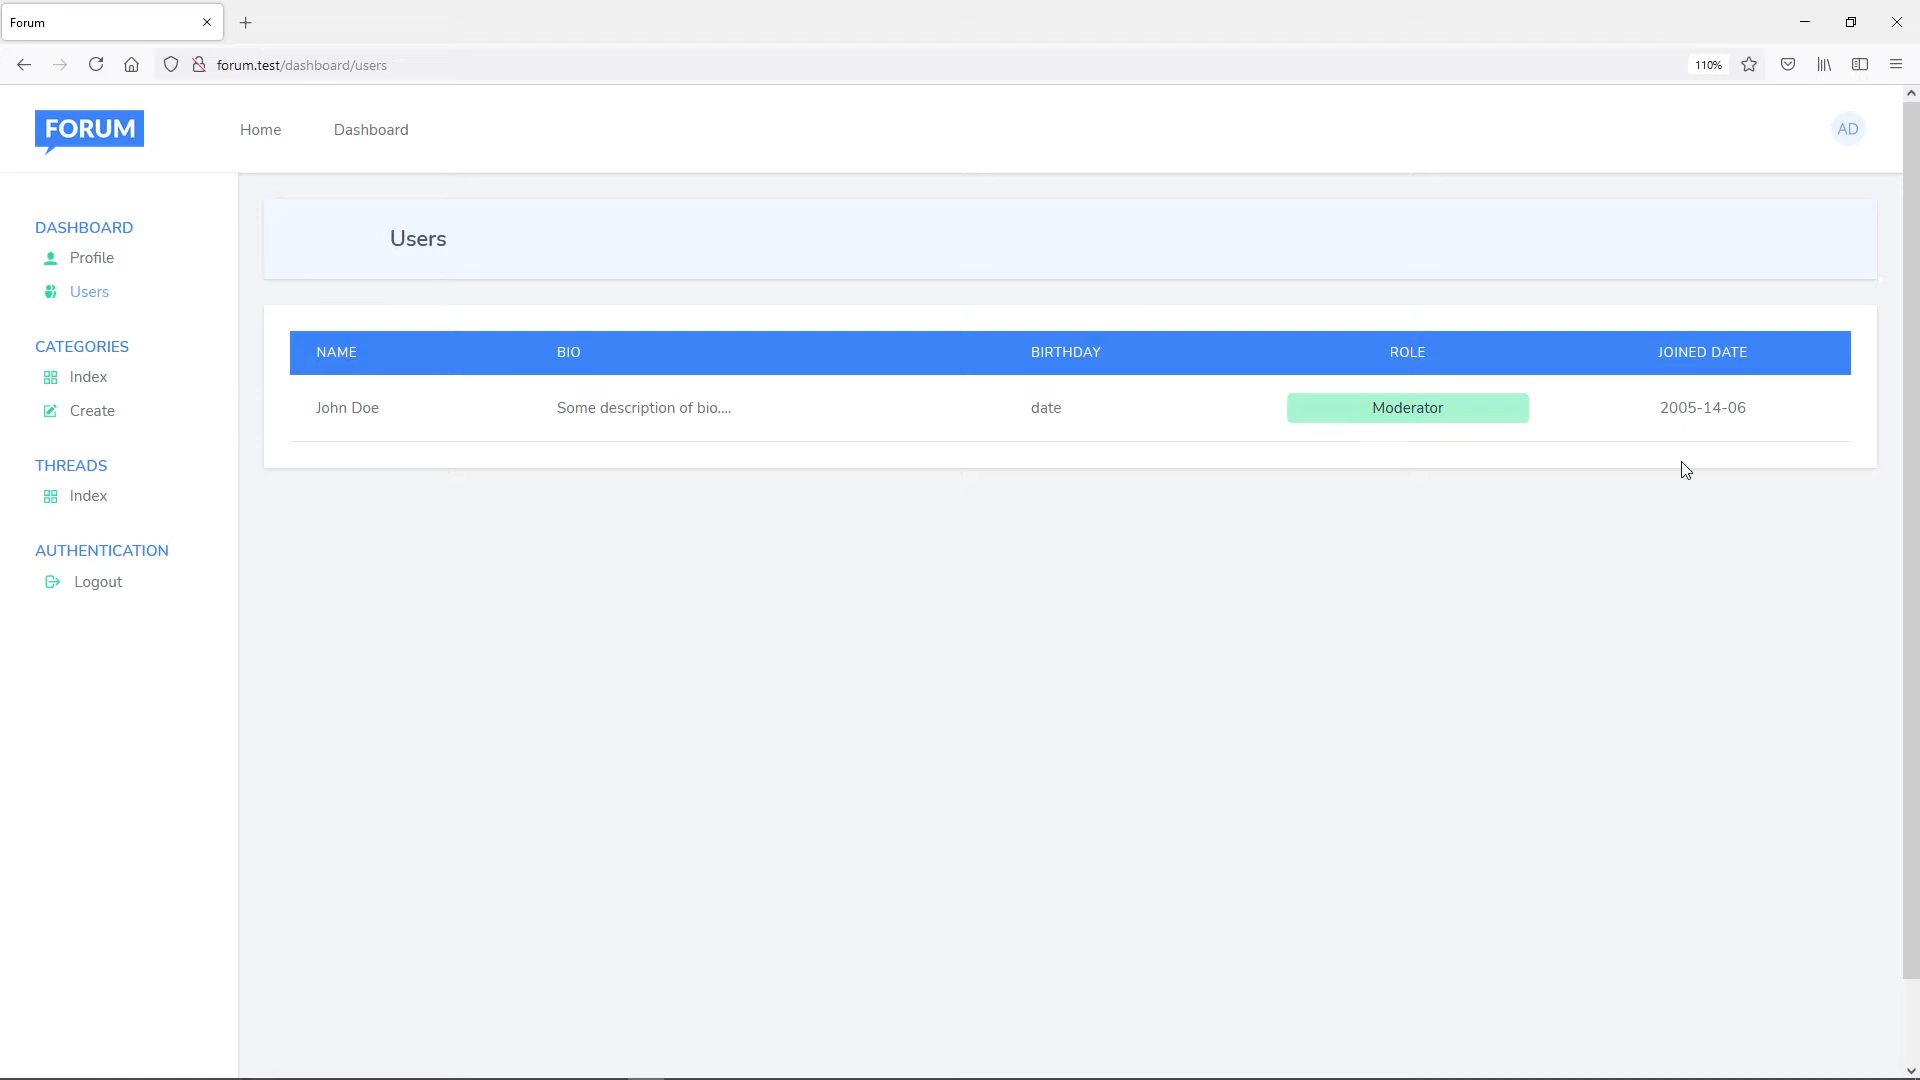 Forum
forum.test/dashboard/users
110%
FORUM
Home
Dashboard
AD
DASHBOARD
Profile
Users
CATEGORIES
Index
Create
THREADS
Index
AUTHENTICATION
Logout
Users
NAME BIO BIRTHDAY ROLE JOINED DATE
John Doe Some description of bio.... date Moderator 2005-14-06